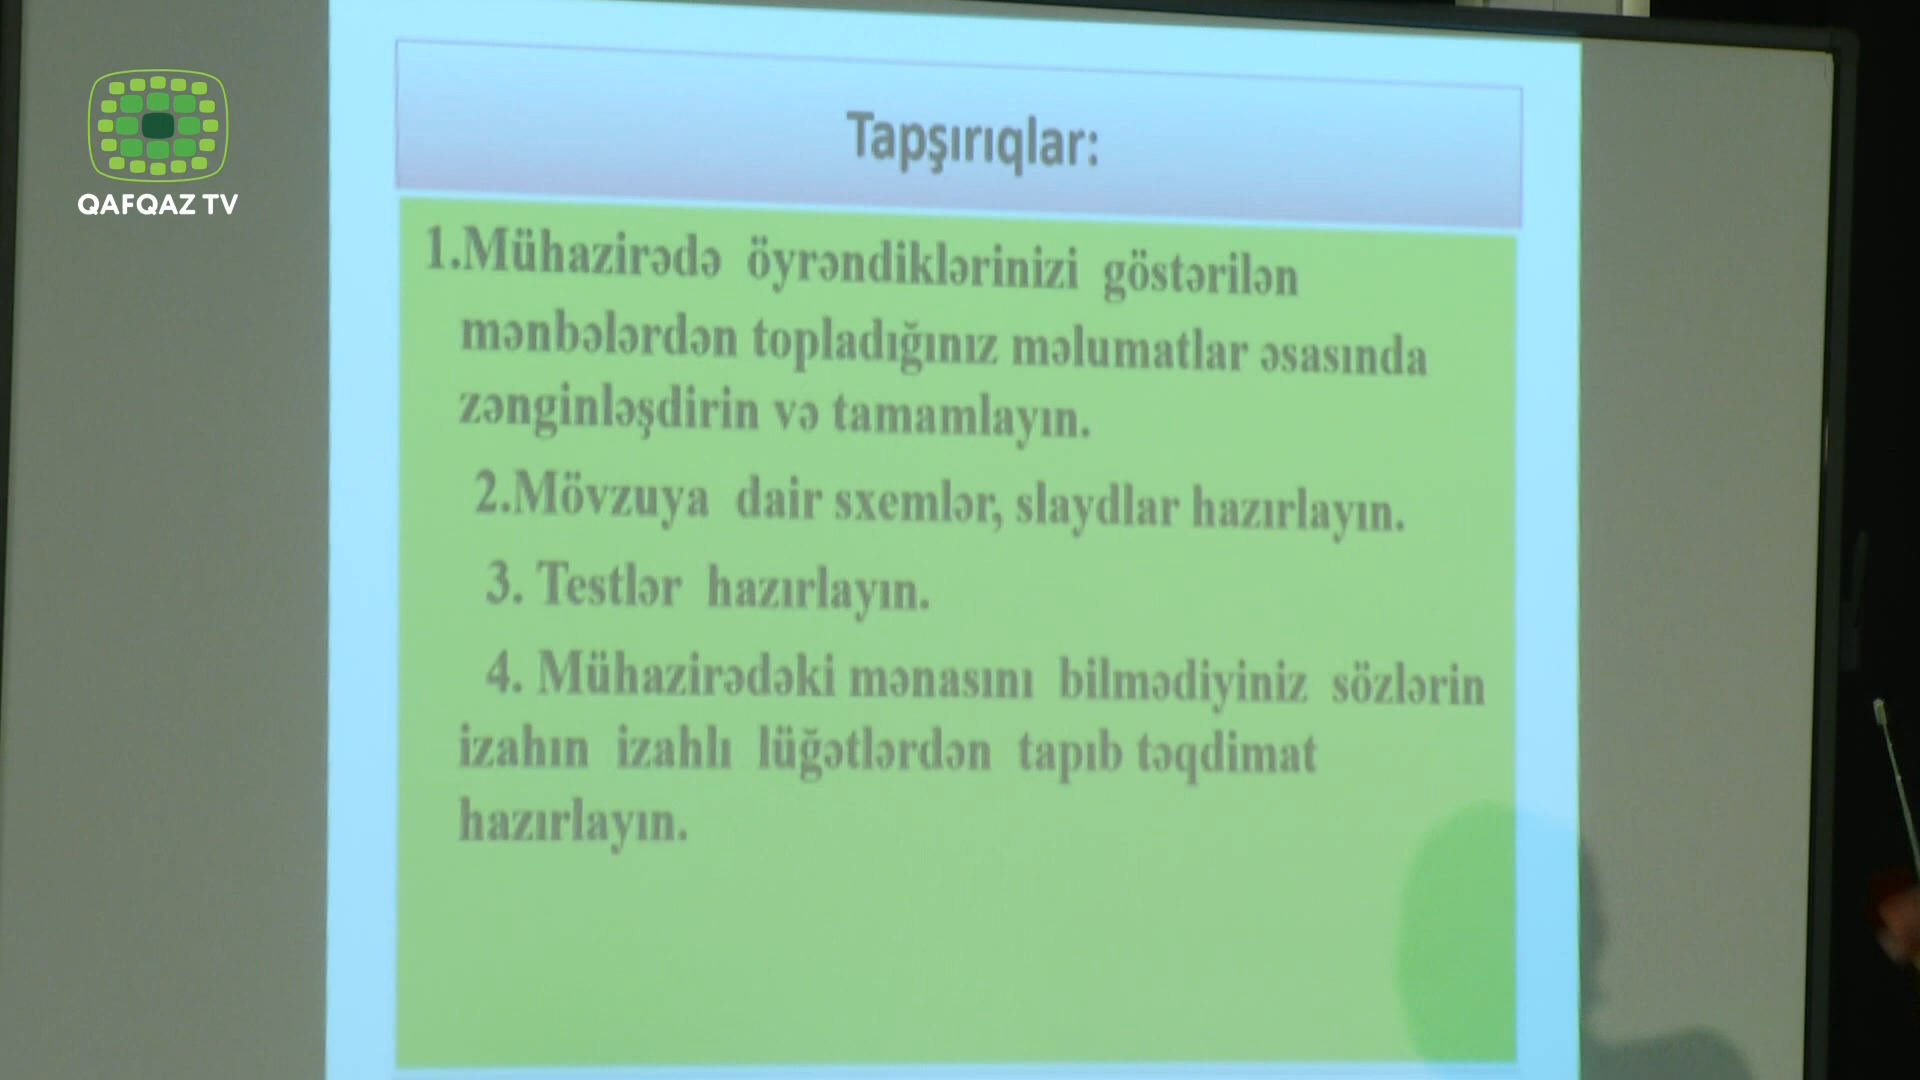 QAFQAZ TV
Tapşırıqlar:
1.Mühazirədə öyrəndiklərinizi göstərilən
mənbələrdən topladığınız məlumatlar əsasında
zənginləşdirin və tamamlayın.
2.Mövzuya dair sxemlər, slaydlar hazırlayın.
3. Testlər hazırlayın.
4. Mühazirədəki mənasını bilmədiyiniz sözlərin
izahın izahlı lüğətlərdən tapıb təqdimat
hazırlayın.